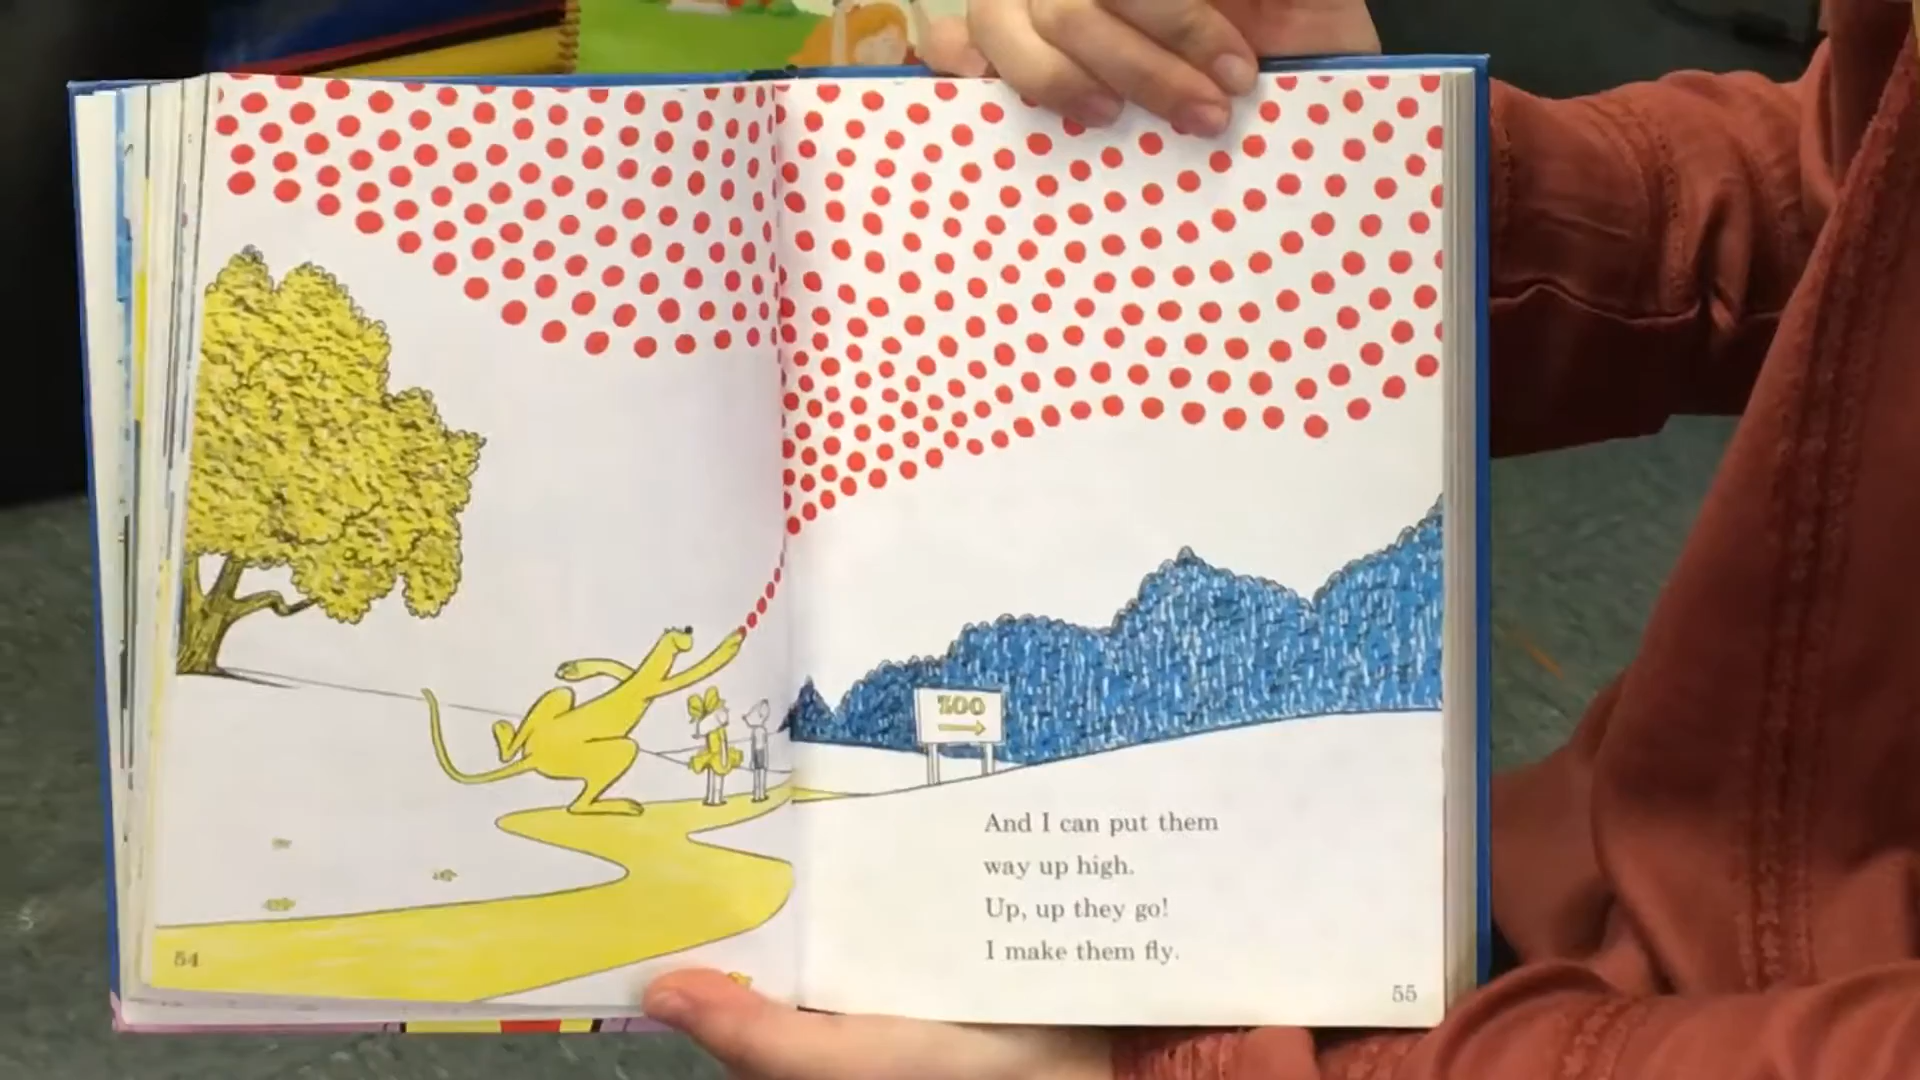 ZOO
And I can put them
way up high.
Up, up they go!
I make them fly.
54
55